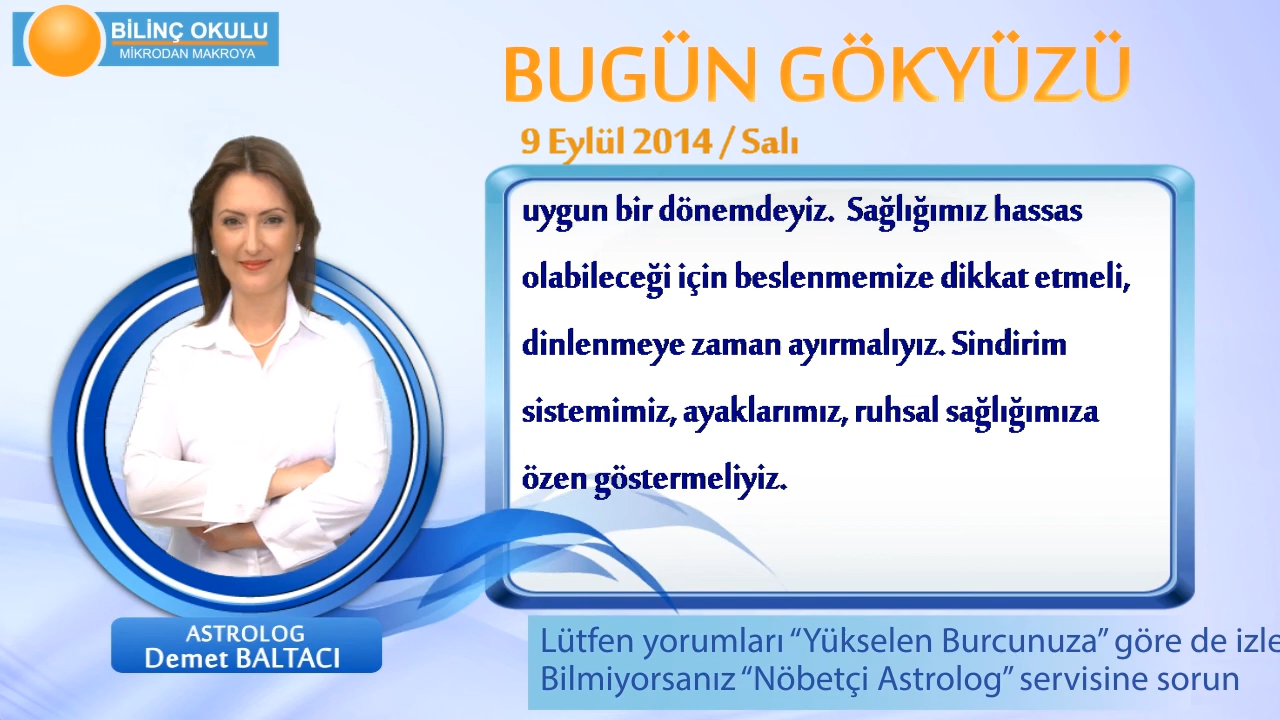 BİLİNÇ OKULU
MİKRODAN MAKROYA
BUGÜN GÖKYÜZÜ
9 Eylül 2014 / Salı
uygun bir dönemdeyiz. Sağlığımız hassas
olabileceği için beslenmemize dikkat etmeli,
dinlenmeye zaman ayırmalıyız. Sindirim
sistemimiz, ayaklarımız, ruhsal sağlığımıza
özen göstermeliyiz.
ASTROLOG
Demet BALTACI
Lütfen yorumları “Yükselen Burcunuza” göre de izle
Bilmiyorsanız “Nöbetçi Astrolog” servisine sorun